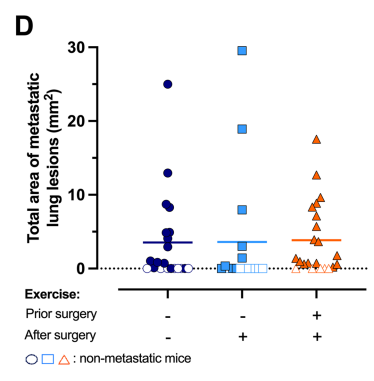 D
Total area of metastatic
lung lesions (mm2)
30
20
10
0
Exercise:
Prior surgery - - +
After surgery - + +
: non-metastatic mice